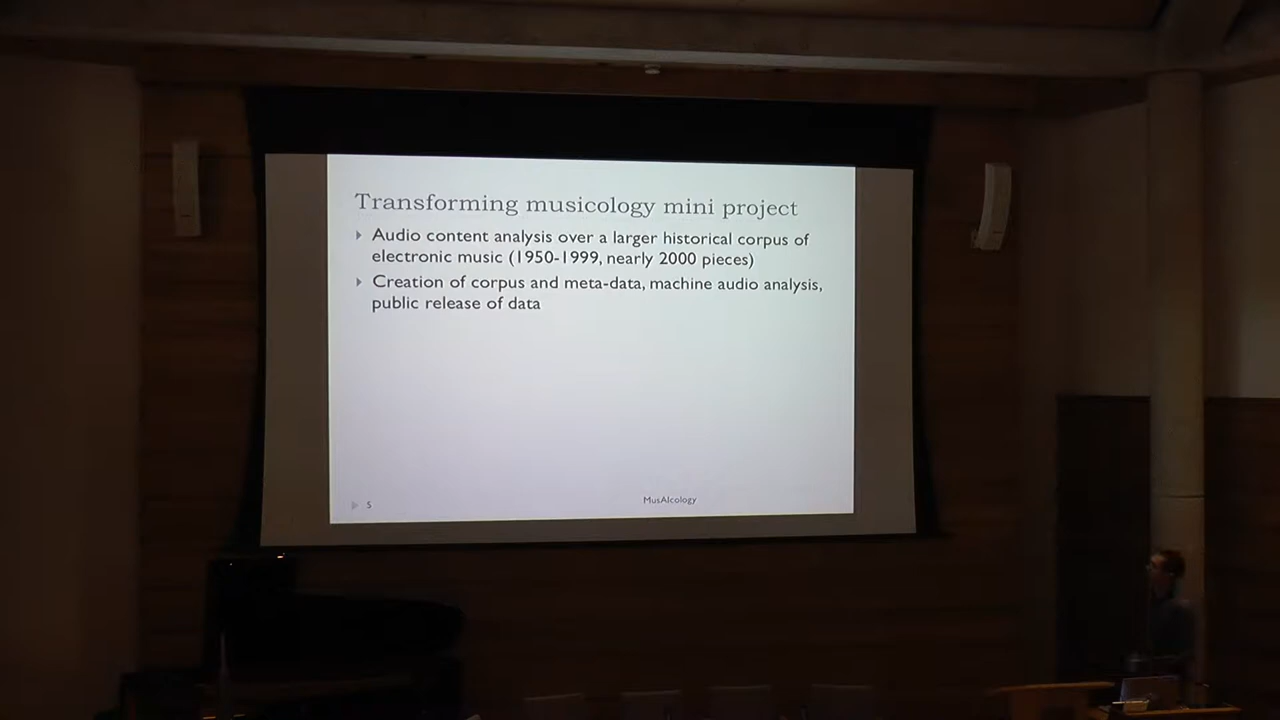 Transforming musicology mini project
Audio content analysis over a larger historical corpus of
electronic music (1950-1999, nearly 2000 pieces)
Creation of corpus and meta-data, machine audio analysis,
public release of data
5
MusAIcology